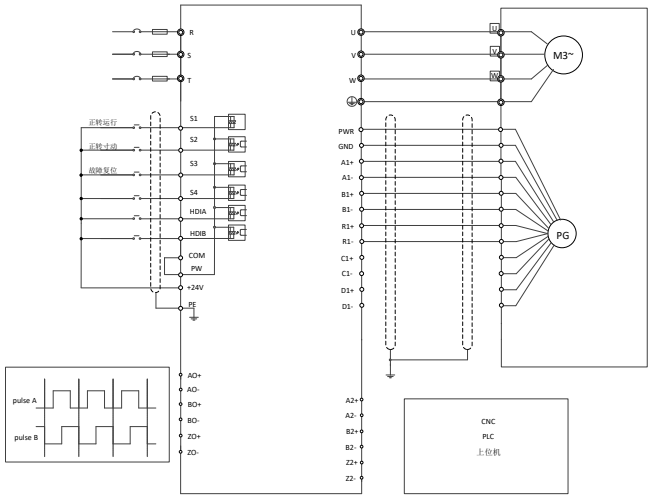 R
S
T
正转运行
S1
正转寸动
S2
故障复位
S3
S4
HDIA
HDIB
COM
PW
+24V
PE
U
V
W
U
V
W
M3~
PWR
GND
A1+
A1-
B1+
B1-
R1+
R1-
C1+
C1-
D1+
D1-
PG
pulse A
pulse B
AO+
AO-
BO+
BO-
ZO+
ZO-
A2+
A2-
B2+
B2-
Z2+
Z2-
CNC
PLC
上位机